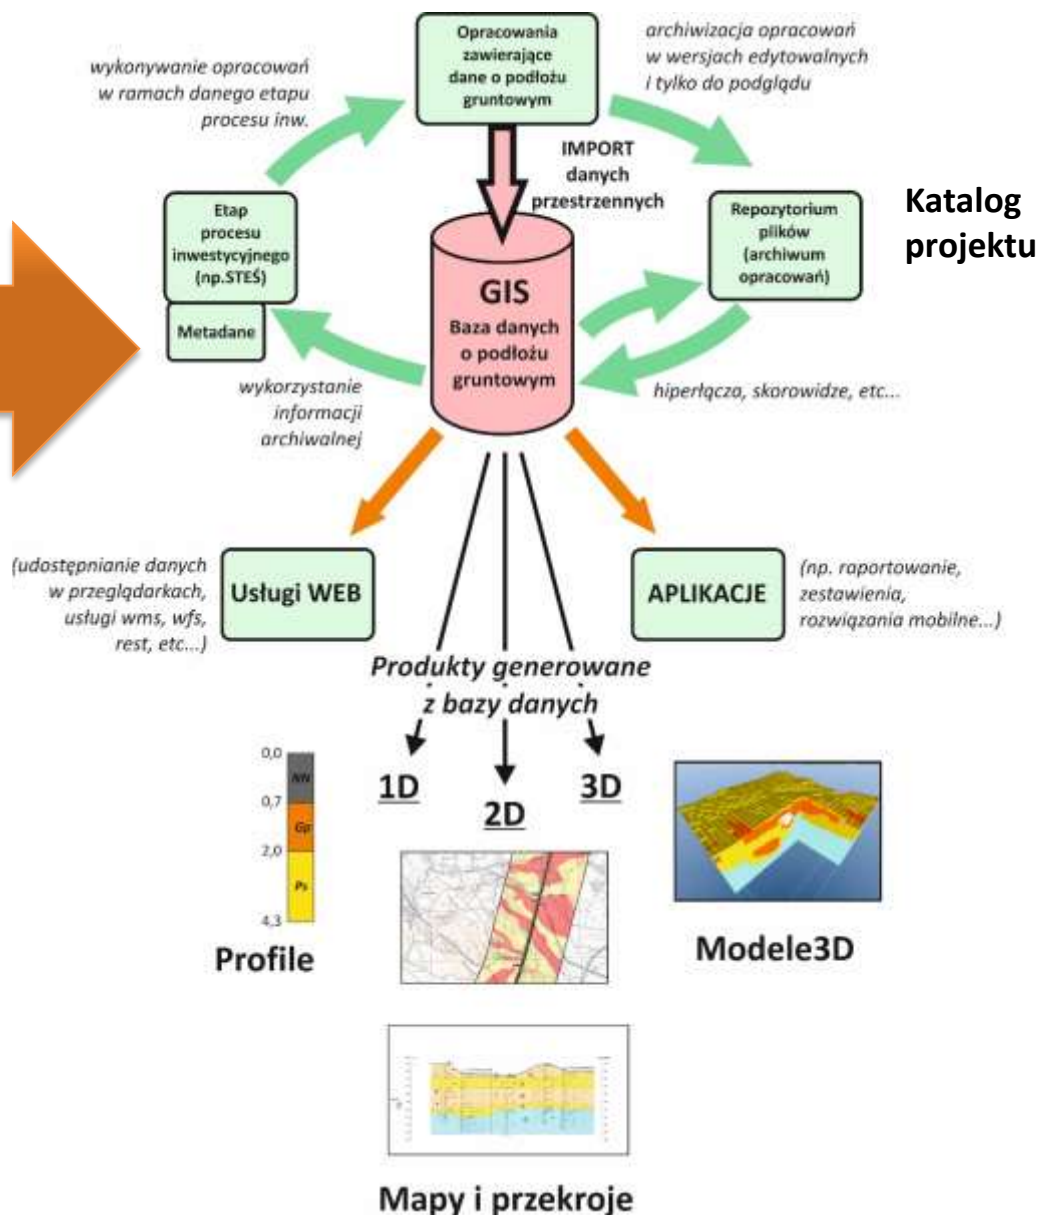 Opracowania
zawierające
dane o podłożu
gruntowym
archiwizacja opracowań
w wersjach edytowalnych
i tylko do podglądu
wykonywanie opracowań
w ramach danego etapu
procesu inw.
IMPORT
danych
przestrzennych
Etap
procesu
inwestycyjnego
(np.STEŚ)
Metadane
Repozytorium
plików
(archiwum
opracowań)
Katalog
projektu
GIS
Baza danych
o podłożu
gruntowym
wykorzystanie
informacji
archiwalnej
hiperłącza, skorowidze, etc...
(udostępnianie danych
w przeglądarkach,
usługi wms, wfs,
rest, etc...)
Usługi WEB
APLIKACJE
(np. raportowanie,
zestawienia,
rozwiązania mobilne...)
Produkty generowane
z bazy danych
1D
2D
3D
0,0
NN
0,7
Gp
2,0
Ps
4,3
Profile
Modele3D
Mapy i przekroje